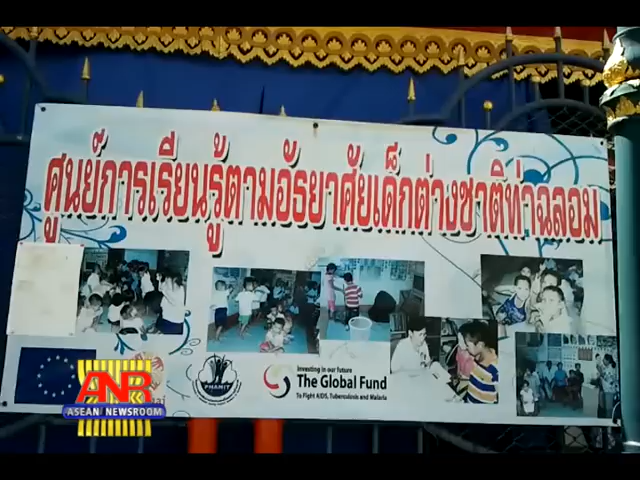 ศูนย์การเรียนรู้ตามอัธยาศัยเด็กต่างชาติท่าฉลอม
PHAMIT
Investing in our future
The Global Fund
To Fight AIDS, Tuberculosis and Malaria
ANR
ASEAN NEWSROOM